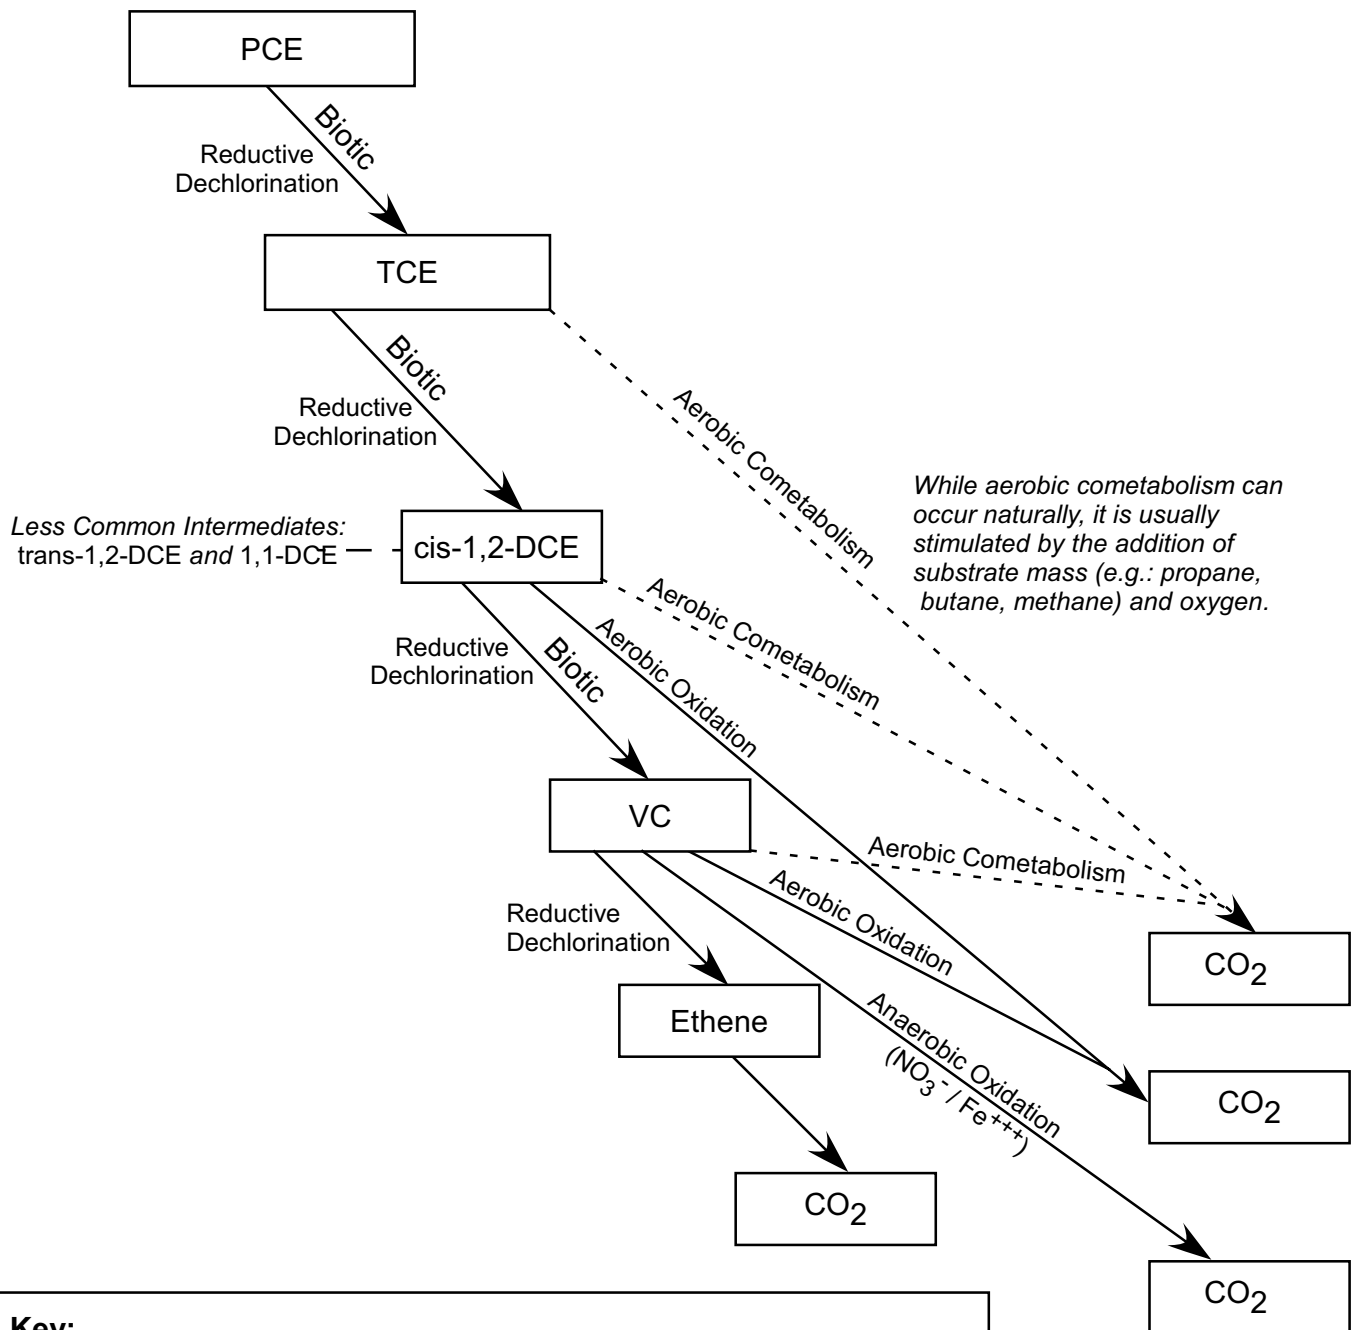 PCE
Biotic
Reductive
Dechlorination
TCE
Biotic
Reductive
Dechlorination
Aerobic Cometabolism
While aerobic cometabolism can
occur naturally, it is usually
stimulated by the addition of
substrate mass (e.g.: propane,
butane, methane) and oxygen.
Less Common Intermediates:
trans-1,2-DCE and 1,1-DCE
cis-1,2-DCE
Aerobic Cometabolism
Aerobic Oxidation
Reductive
Dechlorination
Biotic
VC
Aerobic Cometabolism
Aerobic Oxidation
Reductive
Dechlorination
CO2
Ethene
Anaerobic Oxidation
(NO3- / Fe+++)
CO2
CO2
CO2
Key: